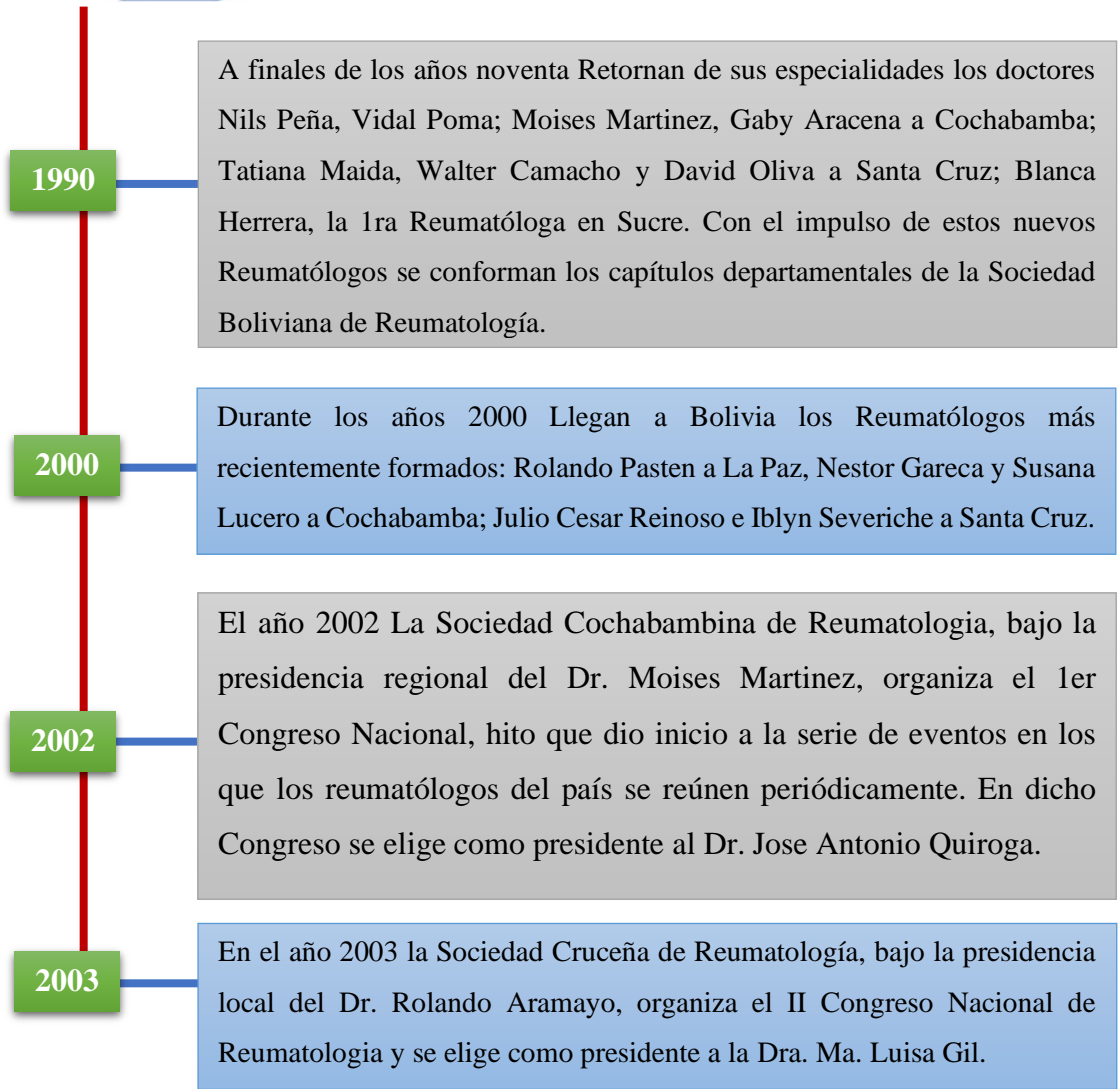 1990
A finales de los años noventa Retornan de sus especialidades los doctores
Nils Peña, Vidal Poma; Moises Martinez, Gaby Aracena a Cochabamba;
Tatiana Maida, Walter Camacho y David Oliva a Santa Cruz; Blanca
Herrera, la 1ra Reumatóloga en Sucre. Con el impulso de estos nuevos
Reumatólogos se conforman los capítulos departamentales de la Sociedad
Boliviana de Reumatología.
2000
Durante los años 2000 Llegan a Bolivia los Reumatólogos más
recientemente formados: Rolando Pasten a La Paz, Nestor Gareca y Susana
Lucero a Cochabamba; Julio Cesar Reinoso e Iblyn Severiche a Santa Cruz.
2002
El año 2002 La Sociedad Cochabambina de Reumatologia, bajo la
presidencia regional del Dr. Moises Martinez, organiza el 1er
Congreso Nacional, hito que dio inicio a la serie de eventos en los
que los reumatólogos del país se reúnen periódicamente. En dicho
Congreso se elige como presidente al Dr. Jose Antonio Quiroga.
2003
En el año 2003 la Sociedad Cruceña de Reumatología, bajo la presidencia
local del Dr. Rolando Aramayo, organiza el II Congreso Nacional de
Reumatologia y se elige como presidente a la Dra. Ma. Luisa Gil.